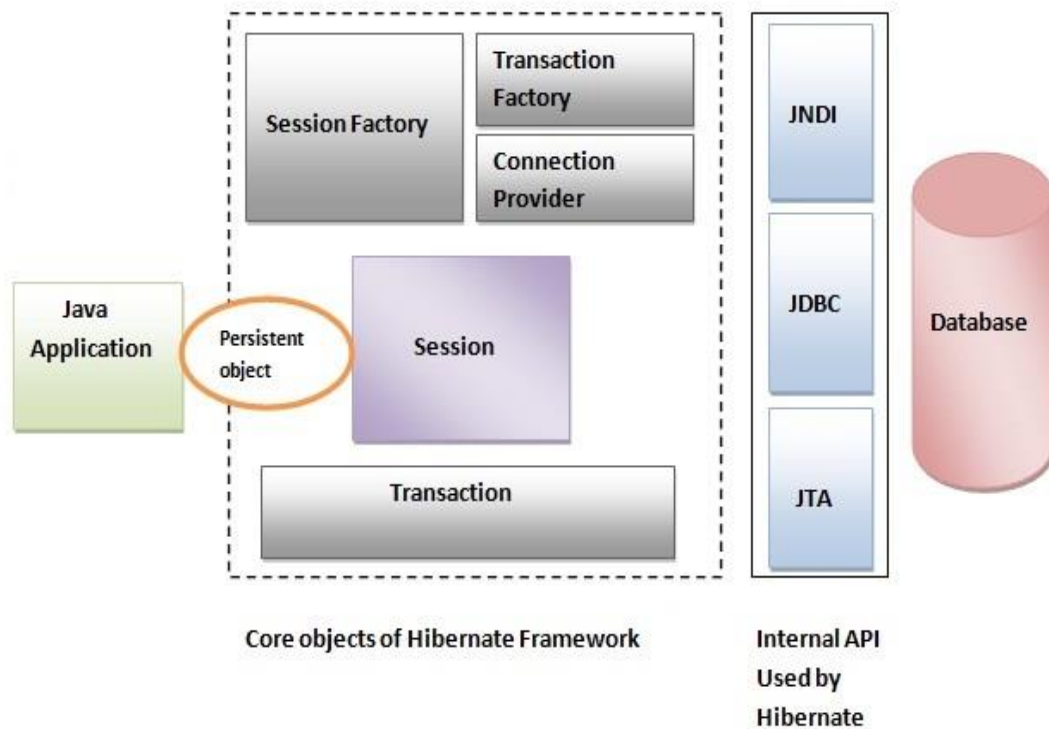 Session Factory
Transaction
Factory
Connection
Provider
Java
Application
Persistent
object
Session
Transaction
JNDI
JDBC
JTA
Database
Core objects of Hibernate Framework
Internal API
Used by
Hibernate